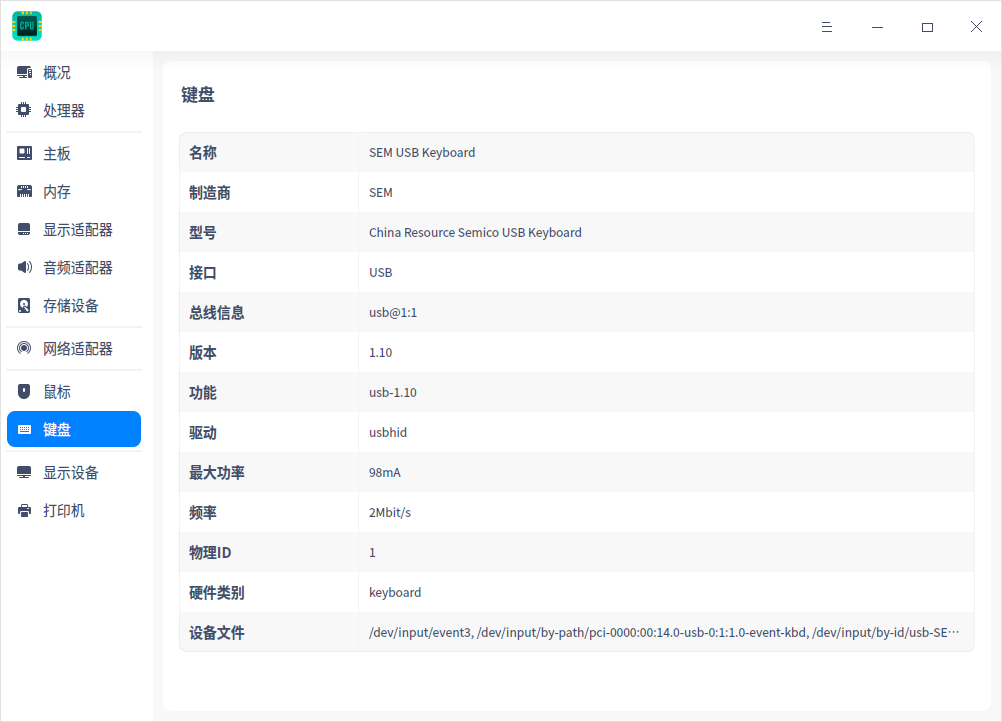 CPU
概况
处理器
主板
内存
显示适配器
音频适配器
存储设备
网络适配器
鼠标
键盘
显示设备
打印机
键盘
名称 SEM USB Keyboard
制造商 SEM
型号 China Resource Semico USB Keyboard
接口 USB
总线信息 usb@1:1
版本 1.10
功能 usb-1.10
驱动 usbhid
最大功率 98mA
频率 2Mbit/s
物理ID 1
硬件类别 keyboard
设备文件 /dev/input/event3, /dev/input/by-path/pci-0000:00:14.0-usb-0:1:1.0-event-kbd, /dev/input/by-id/usb-SE…